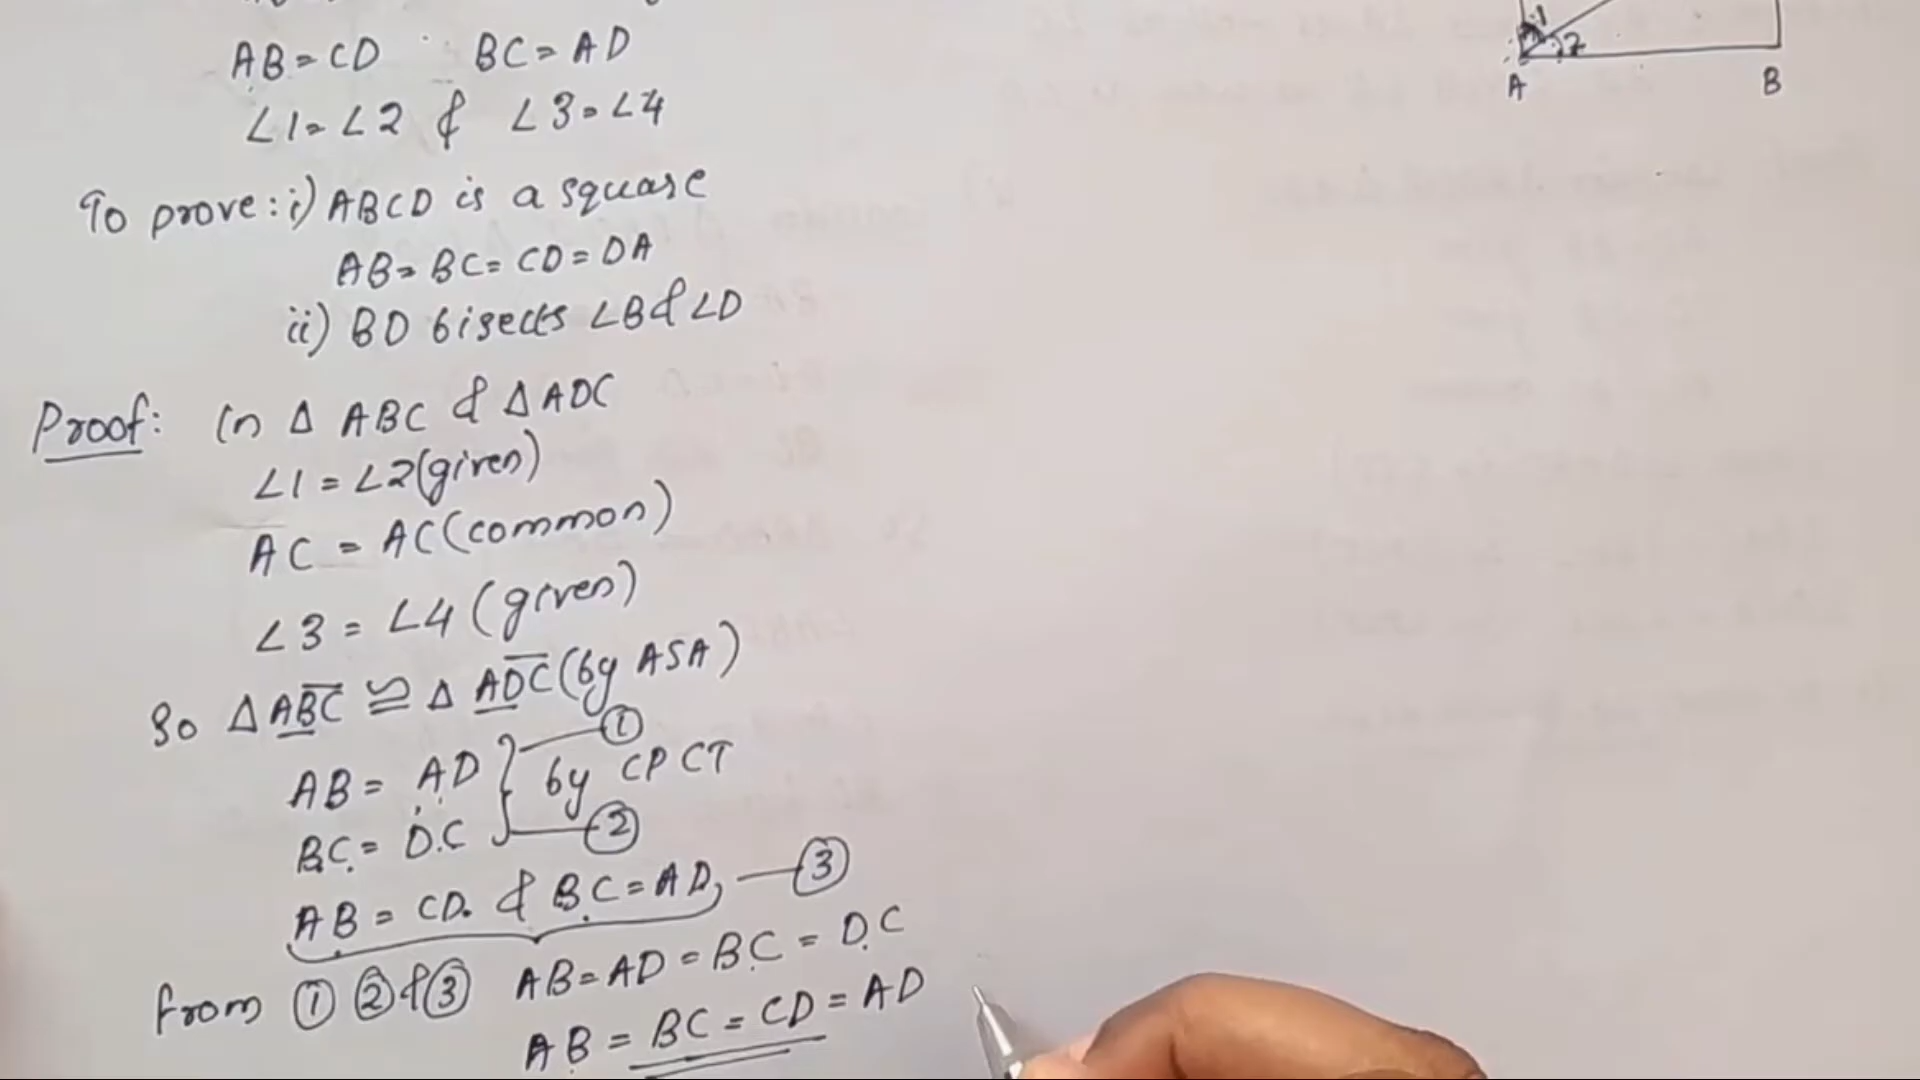 AB = CD BC = AD
∠1 = ∠2 & ∠3 = ∠4
To prove: i) ABCD is a square
AB = BC = CD = DA
ii) BD bisects ∠B & ∠D
Proof: In Δ ABC & Δ ADC
∠1 = ∠2 (given)
AC = AC (common)
∠3 = ∠4 (given)
So Δ ABC ≅ Δ ADC (by ASA)
AB = AD } by CPCT ①
BC = DC ②
AB = CD & BC = AD, — ③
from ① ② & ③ AB = AD = BC = DC
AB = BC = CD = AD
1
2
A B